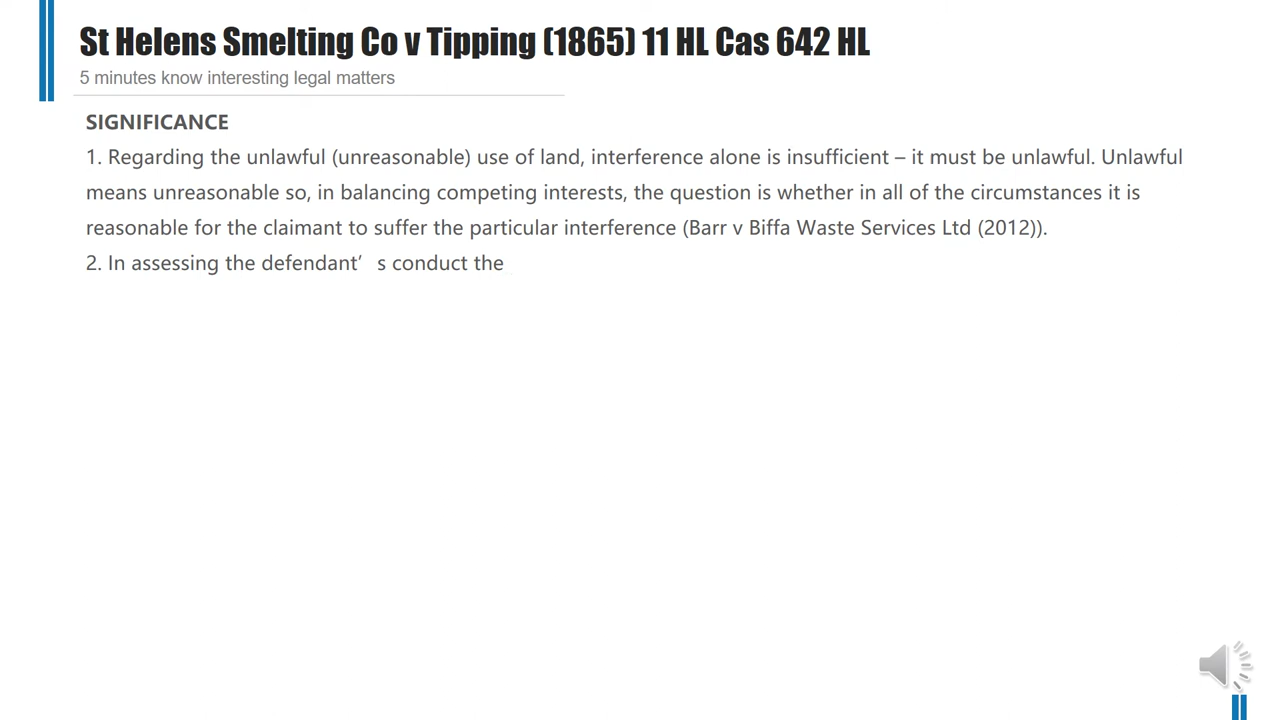 St Helens Smelting Co v Tipping (1865) 11 HL Cas 642 HL
5 minutes know interesting legal matters
SIGNIFICANCE
1. Regarding the unlawful (unreasonable) use of land, interference alone is insufficient – it must be unlawful. Unlawful
means unreasonable so, in balancing competing interests, the question is whether in all of the circumstances it is
reasonable for the claimant to suffer the particular interference (Barr v Biffa Waste Services Ltd (2012)).
2. In assessing the defendant’s conduct the